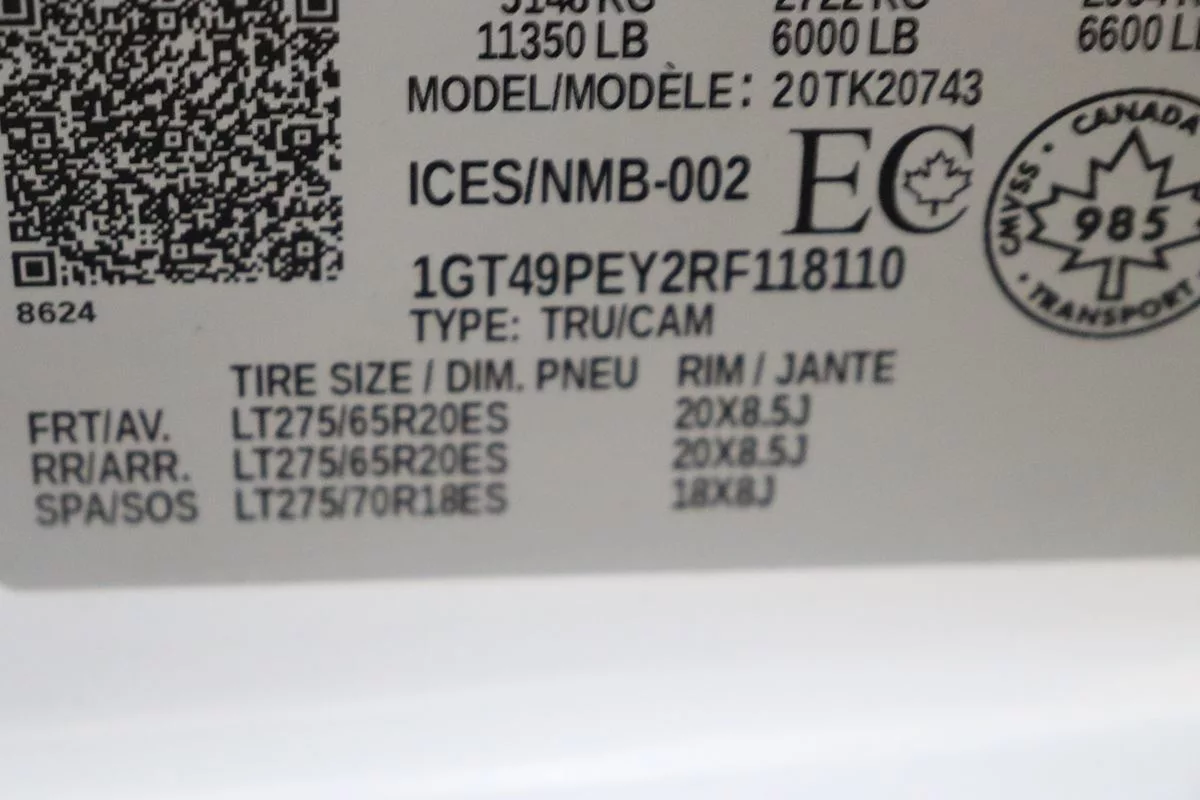 11350 LB 6000 LB 6600 LB
MODEL/MODÈLE: 20TK20743
ICES/NMB-002 EC
CANADA
CMVSS
985
TRANSPORT
1GT49PEY2RF118110
8624
TYPE: TRU/CAM
TIRE SIZE / DIM. PNEU RIM / JANTE
FRT/AV. LT275/65R20ES 20X8.5J
RR/ARR. LT275/65R20ES 20X8.5J
SPA/SOS LT275/70R18ES 18X8J